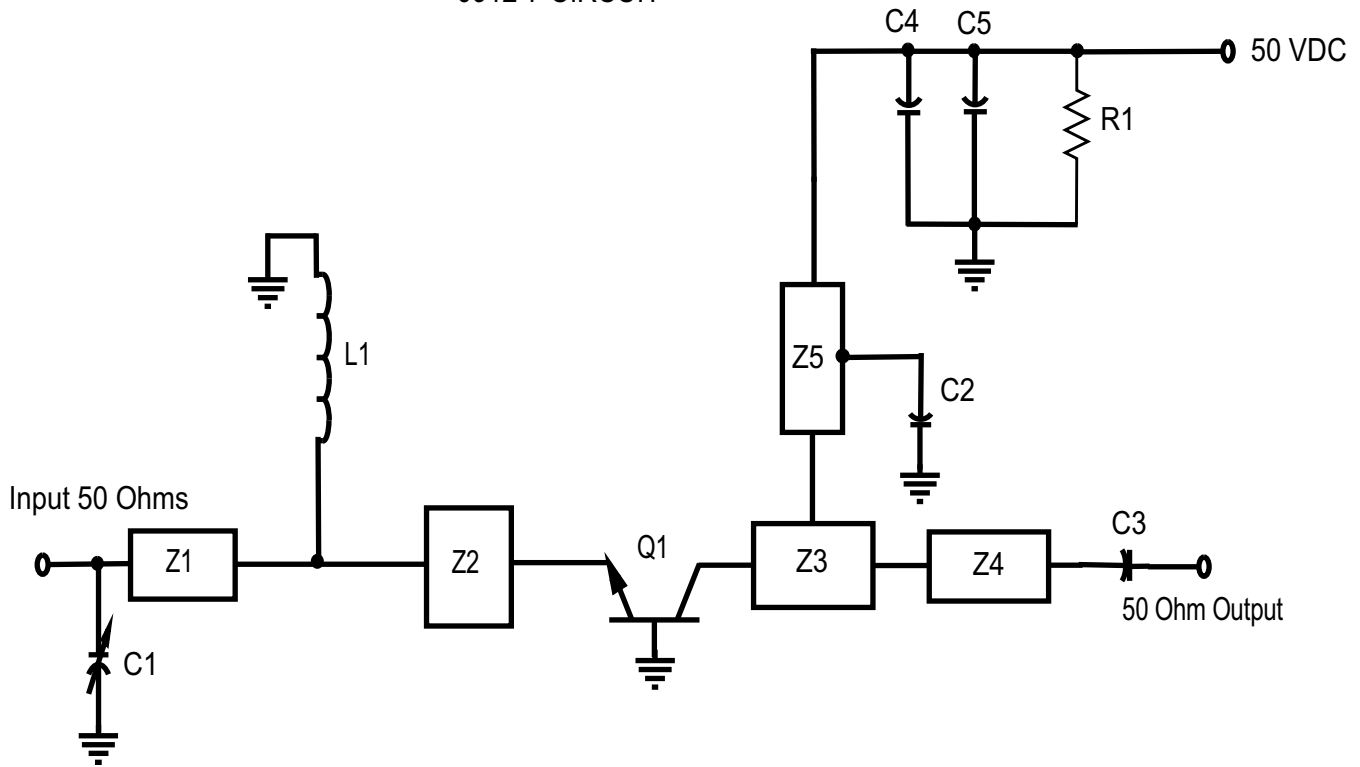 C4
C5
50 VDC
R1
L1
Z5
C2
Input 50 Ohms
Z1
Z2
Q1
Z3
Z4
C3
50 Ohm Output
C1